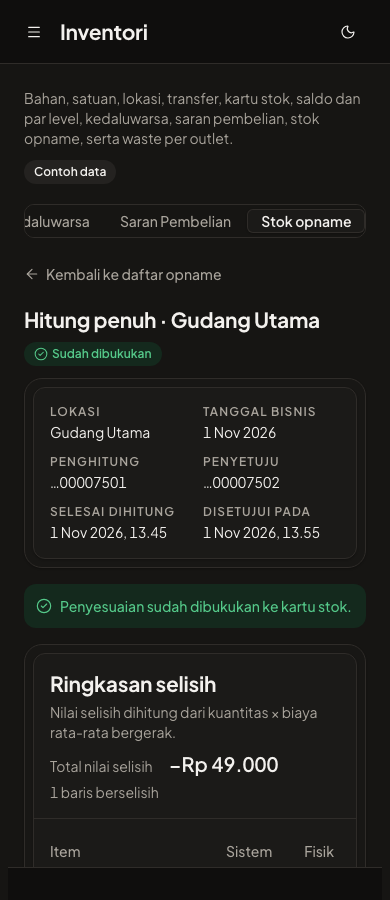 Inventori
Bahan, satuan, lokasi, transfer, kartu stok, saldo dan
par level, kedaluwarsa, saran pembelian, stok
opname, serta waste per outlet.
Contoh data
daluwarsa Saran Pembelian Stok opname
Kembali ke daftar opname
Hitung penuh · Gudang Utama
Sudah dibukukan
LOKASI TANGGAL BISNIS
Gudang Utama 1 Nov 2026
PENGHITUNG PENYETUJU
…00007501 …00007502
SELESAI DIHITUNG DISETUJUI PADA
1 Nov 2026, 13.45 1 Nov 2026, 13.55
Penyesuaian sudah dibukukan ke kartu stok.
Ringkasan selisih
Nilai selisih dihitung dari kuantitas × biaya
rata-rata bergerak.
Total nilai selisih −Rp 49.000
1 baris berselisih
Item Sistem Fisik